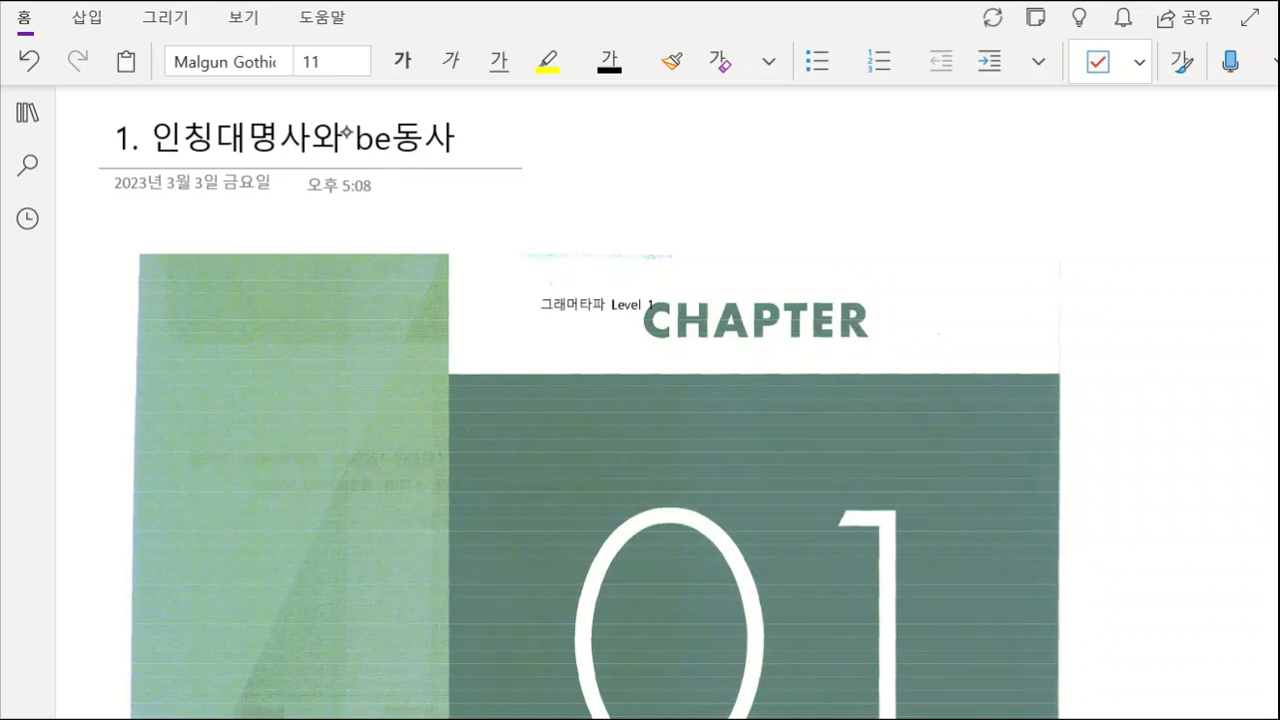 홈 삽입 그리기 보기 도움말 공유
Malgun Gothic 11 가 가 가 가 가
1. 인칭대명사와 be동사
2023년 3월 3일 금요일 오후 5:08
그래머타파 Level 1
CHAPTER
01